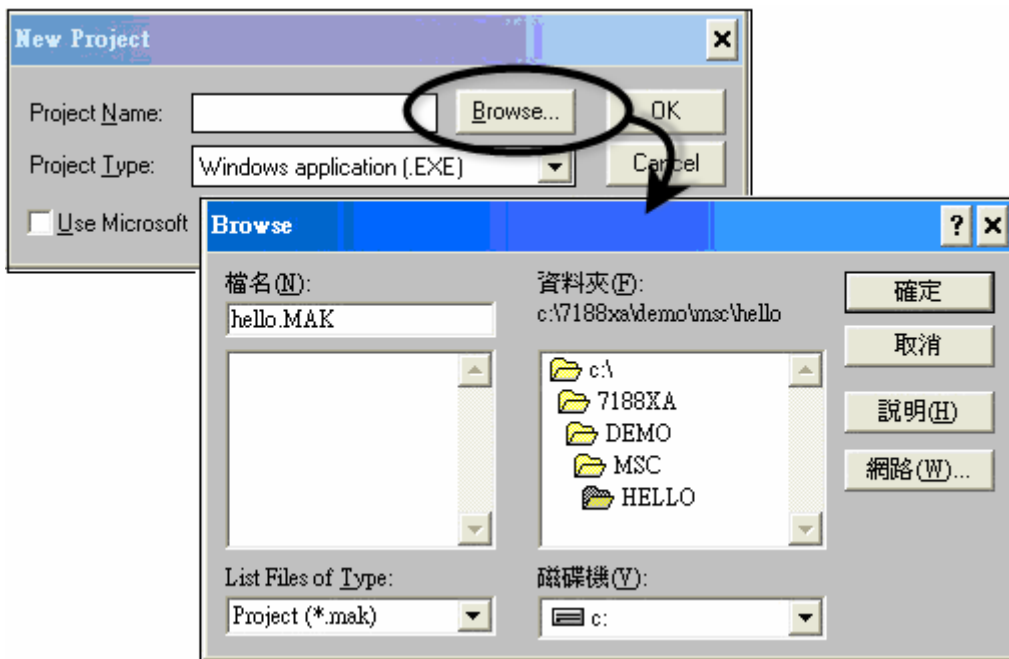 New Project
Project Name:
Browse...
OK
Project Type:
Windows application (.EXE)
Cancel
Use Microsoft
Browse
檔名(N):
hello.MAK
資料夾(F):
c:\7188xa\demo\msc\hello
c:\
7188XA
DEMO
MSC
HELLO
確定
取消
說明(H)
網路(W)...
List Files of Type:
Project (*.mak)
磁碟機(V):
c: